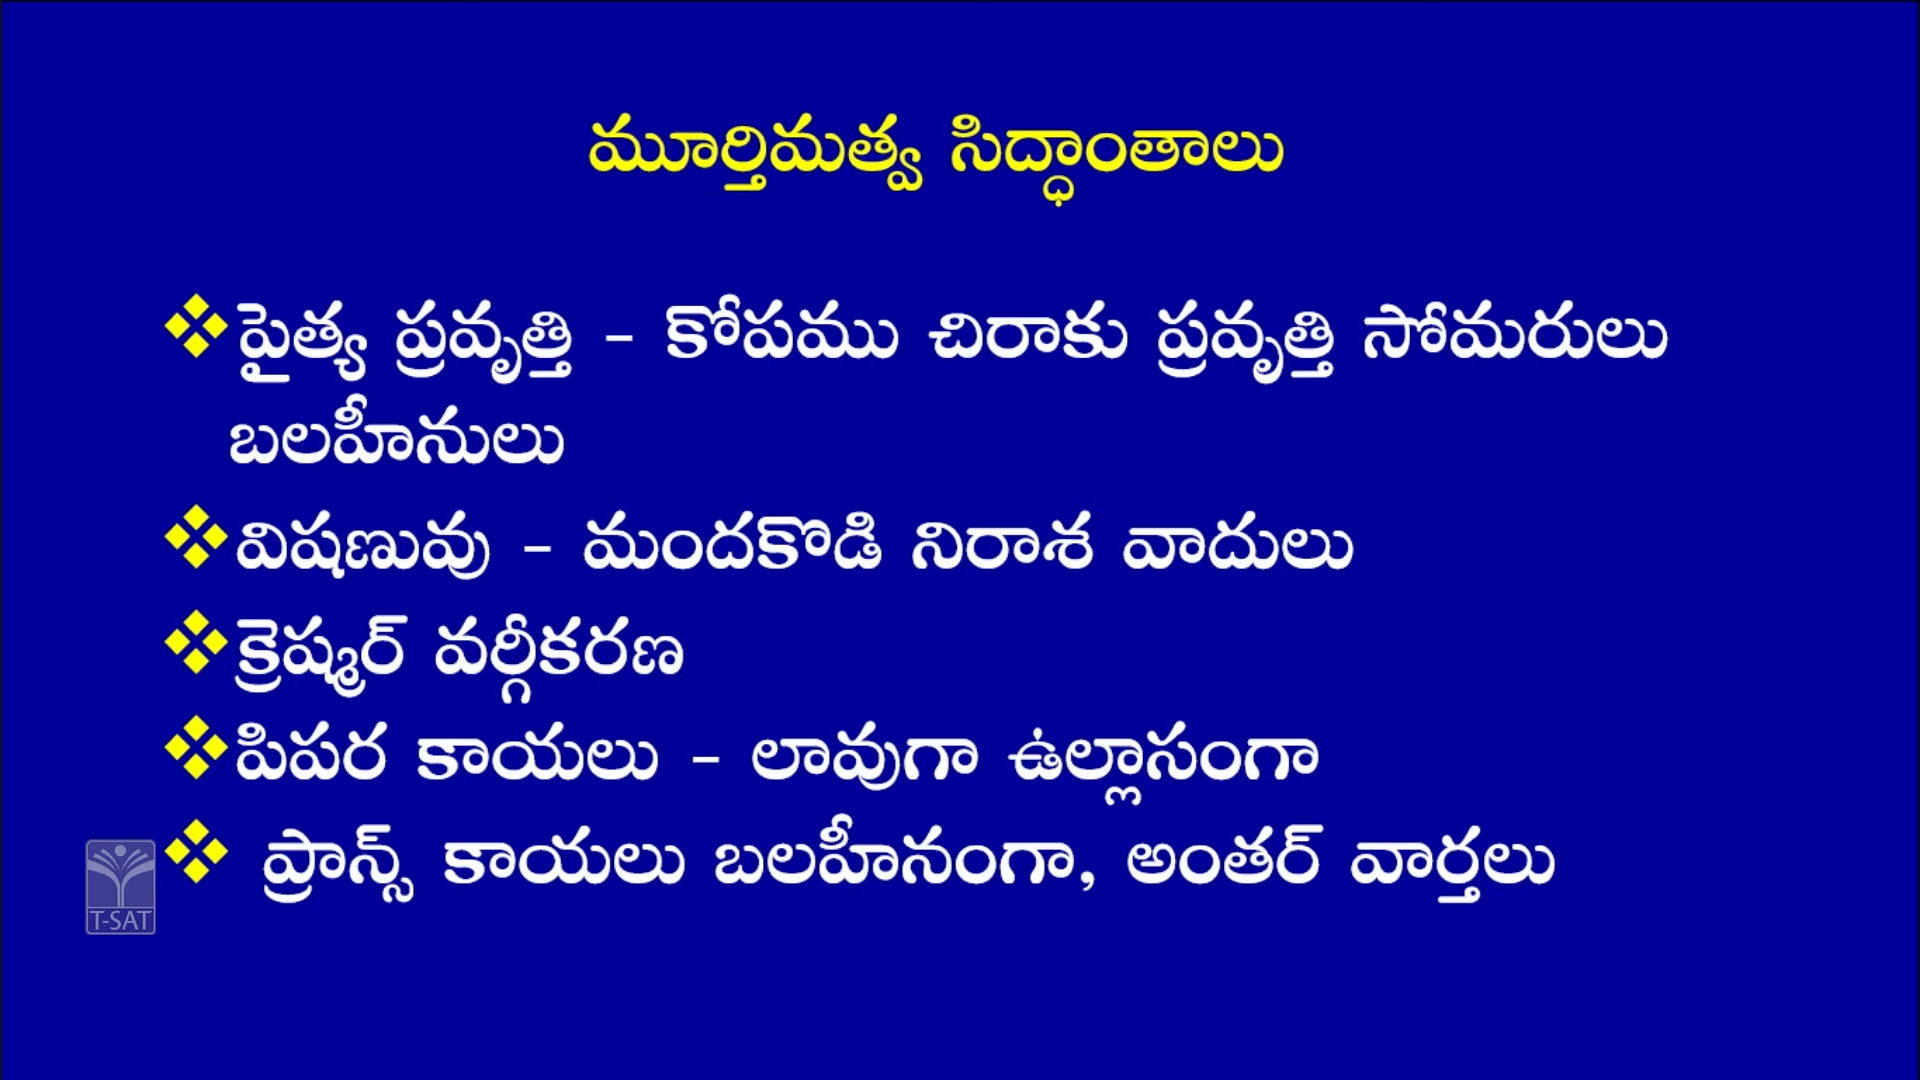 మూర్తిమత్వ సిద్ధాంతాలు
❖పైత్య ప్రవృత్తి - కోపము చిరాకు ప్రవృత్తి సోమరులు
బలహీనులు
❖విషణువు - మందకొడి నిరాశ వాదులు
❖క్రెష్మర్ వర్గీకరణ
❖పిపర కాయలు - లావుగా ఉల్లాసంగా
❖ ప్రాన్స్ కాయలు బలహీనంగా, అంతర్ వార్తలు
T-SAT